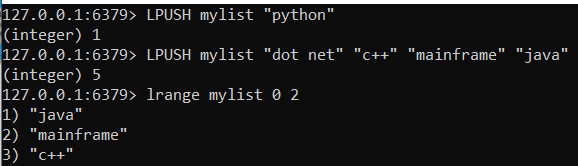 127.0.0.1:6379> LPUSH mylist "python"
(integer) 1
127.0.0.1:6379> LPUSH mylist "dot net" "c++" "mainframe" "java"
(integer) 5
127.0.0.1:6379> lrange mylist 0 2
1) "java"
2) "mainframe"
3) "c++"